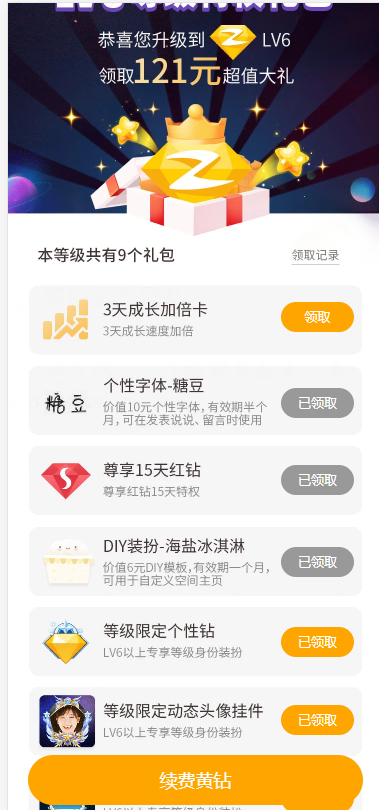 恭喜您升级到 LV6
领取121元超值大礼
本等级共有9个礼包
领取记录
3天成长加倍卡
3天成长速度加倍
领取
个性字体-糖豆
价值10元个性字体，有效期半个
月，可在发表说说、留言时使用
糖豆
已领取
尊享15天红钻
尊享红钻15天特权
已领取
DIY装扮-海盐冰淇淋
价值6元DIY模板，有效期一个月，
可用于自定义空间主页
已领取
等级限定个性钻
LV6以上专享等级身份装扮
已领取
等级限定动态头像挂件
LV6以上专享等级身份装扮
已领取
续费黄钻